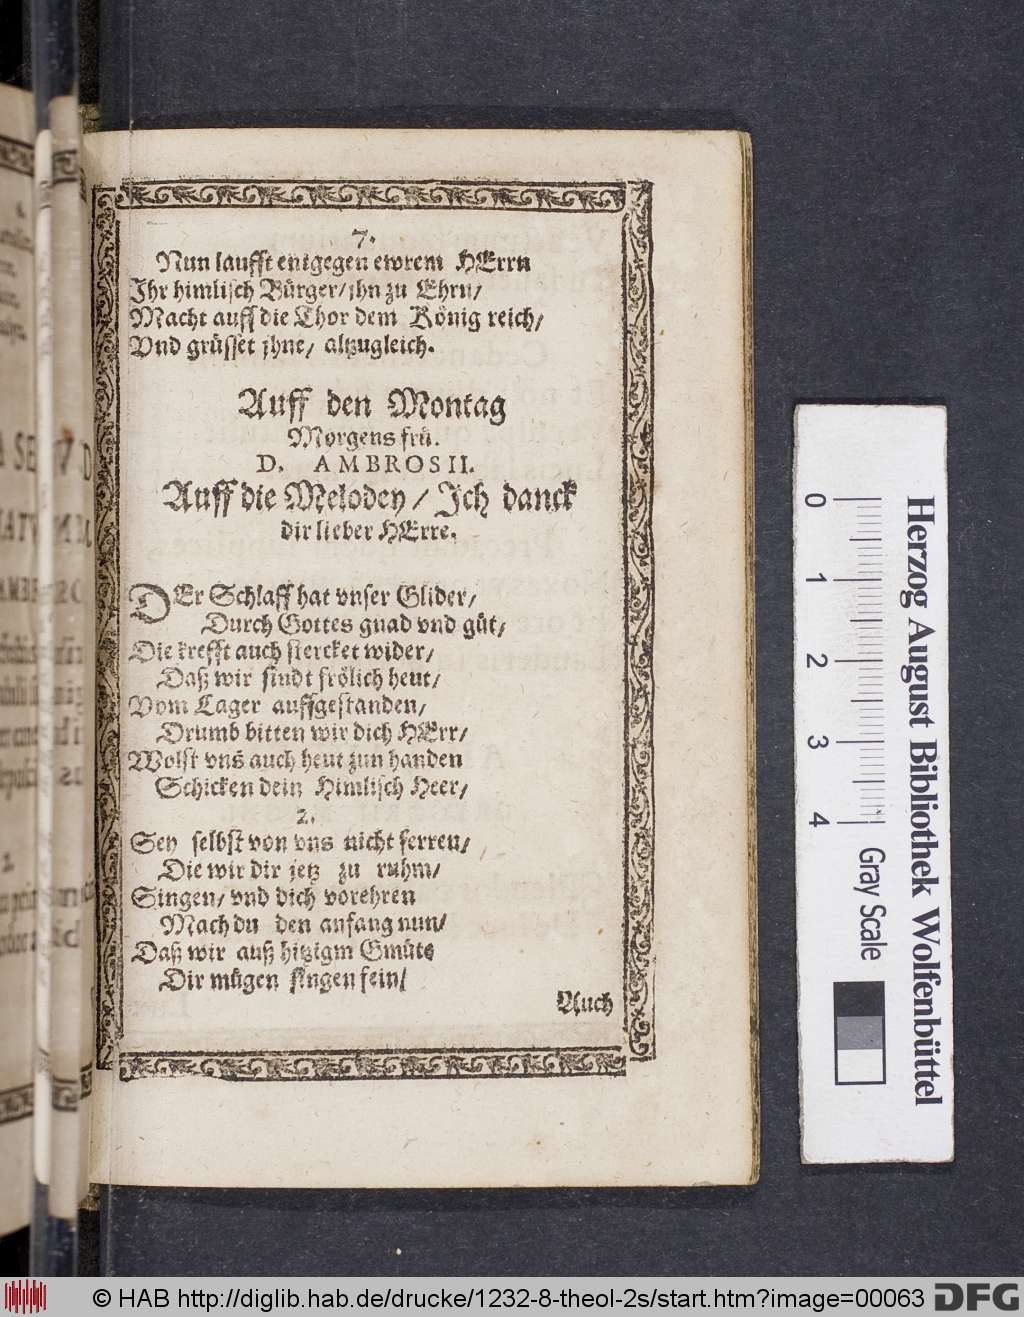 7.
Nun laufft entgegen ewrem HErrn
Ihr himlisch Bürger/ jhn zu Ehrn/
Macht auff die Thor dem König reich/
Vnd grüsset jhne/ altzugleich.
Auff den Montag
Morgens frü.
D. AMBROSII.
Auff die Melodey / Ich danck
dir lieber HErre.
DEr Schlaff hat vnser Glider/
Durch Gottes gnad vnd güt/
Die krefft auch stercket wider/
Daß wir sindt frölich heut/
Vom Lager auffgestanden/
Drumb bitten wir dich HErr/
Wolst vns auch heut zun handen
Schicken dein Himlisch Heer/
2.
Sey selbst von vns nicht ferren/
Die wir dir jetz zu ruhm/
Singen/ vnd dich vorehren
Mach du den anfang nun/
Daß wir auß hitzigm Gmüte
Dir mügen singen fein/
Auch
0 1 2 3 4
Gray Scale
Herzog August Bibliothek Wolfenbüttel
© HAB http://diglib.hab.de/drucke/1232-8-theol-2s/start.htm?image=00063
DFG